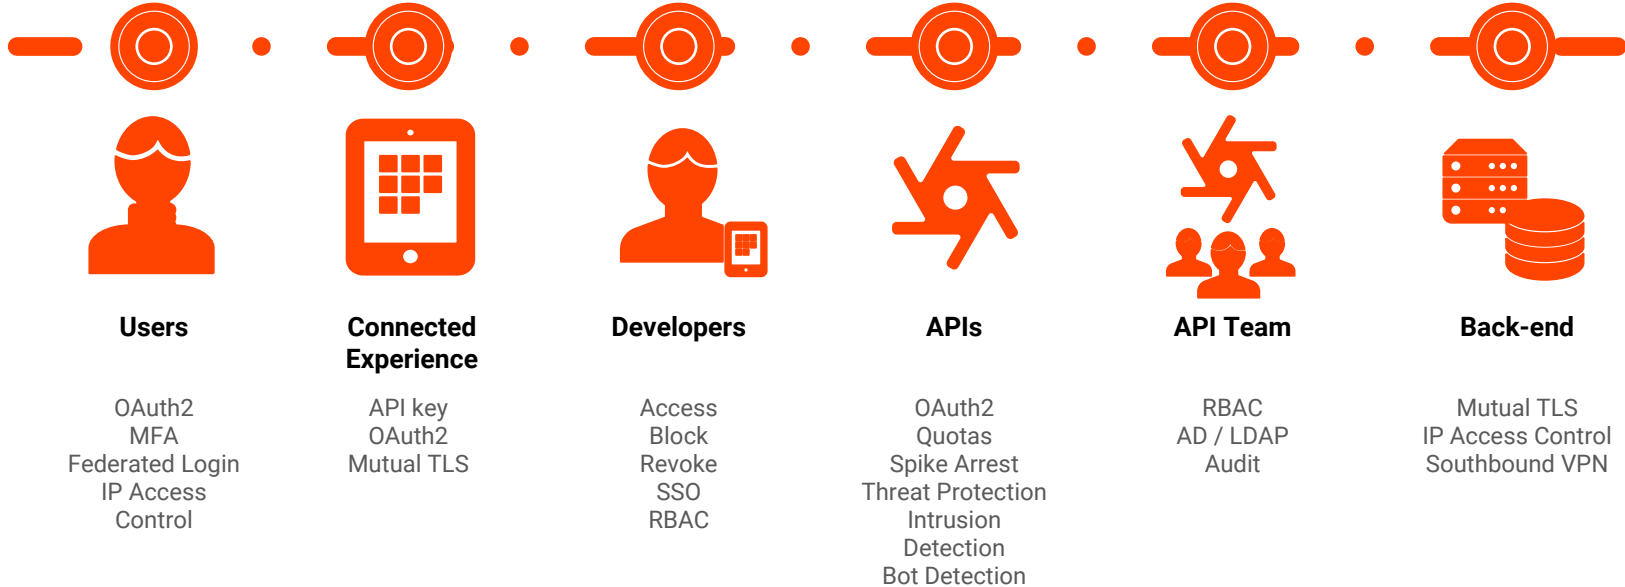 Users
OAuth2
MFA
Federated Login
IP Access
Control
Connected
Experience
API key
OAuth2
Mutual TLS
Developers
Access
Block
Revoke
SSO
RBAC
APIs
OAuth2
Quotas
Spike Arrest
Threat Protection
Intrusion
Detection
Bot Detection
API Team
RBAC
AD / LDAP
Audit
Back-end
Mutual TLS
IP Access Control
Southbound VPN